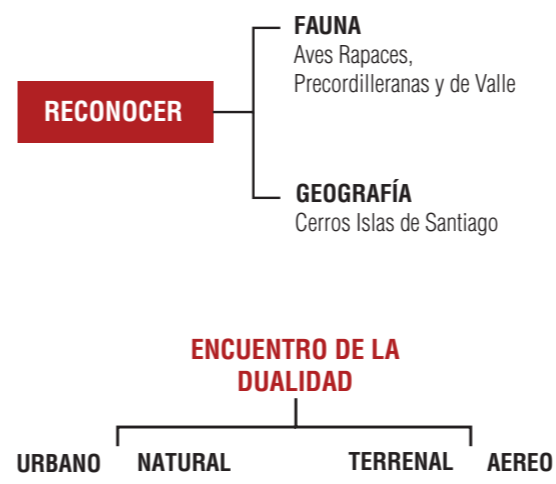 RECONOCER
FAUNA
Aves Rapaces,
Precordilleranas y de Valle
GEOGRAFÍA
Cerros Islas de Santiago
ENCUENTRO DE LA
DUALIDAD
URBANO NATURAL TERRENAL AEREO